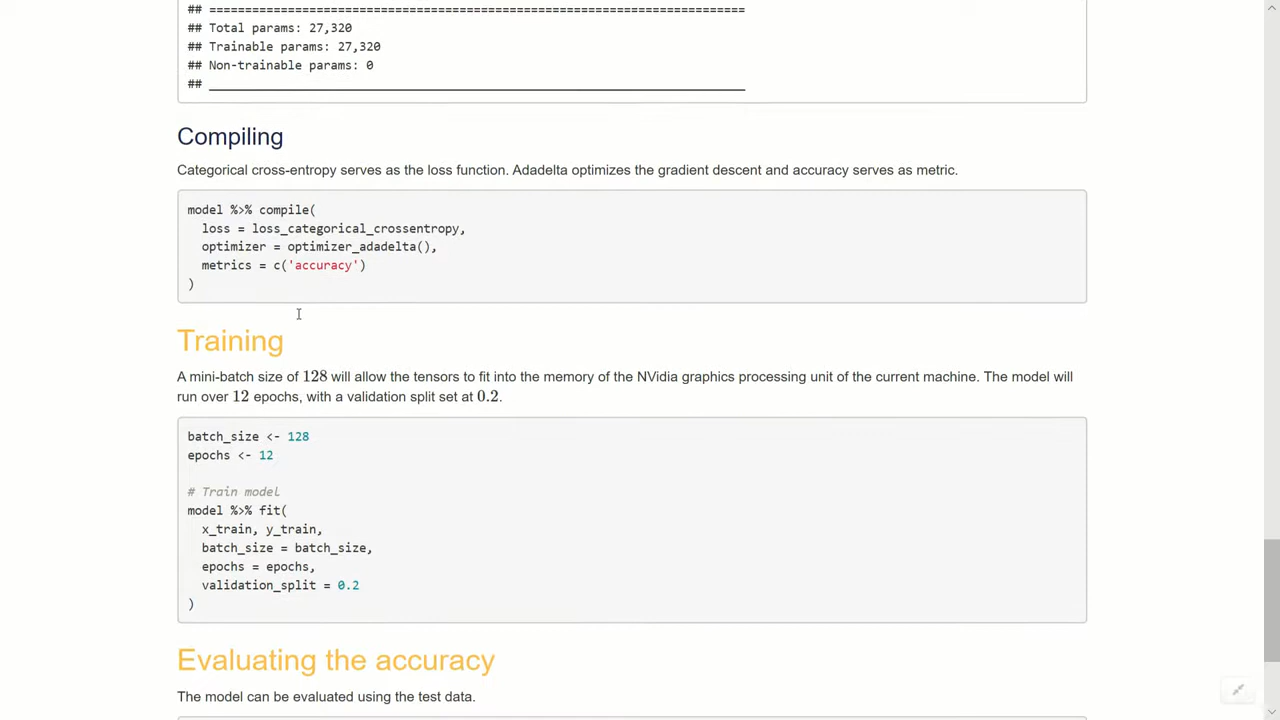 ## ===========================================================================
## Total params: 27,320
## Trainable params: 27,320
## Non-trainable params: 0
## ___________________________________________________________________________
Compiling
Categorical cross-entropy serves as the loss function. Adadelta optimizes the gradient descent and accuracy serves as metric.
model %>% compile(
  loss = loss_categorical_crossentropy,
  optimizer = optimizer_adadelta(),
  metrics = c('accuracy')
)
Training
A mini-batch size of 128 will allow the tensors to fit into the memory of the NVidia graphics processing unit of the current machine. The model will
run over 12 epochs, with a validation split set at 0.2.
batch_size <- 128
epochs <- 12
# Train model
model %>% fit(
  x_train, y_train,
  batch_size = batch_size,
  epochs = epochs,
  validation_split = 0.2
)
Evaluating the accuracy
The model can be evaluated using the test data.